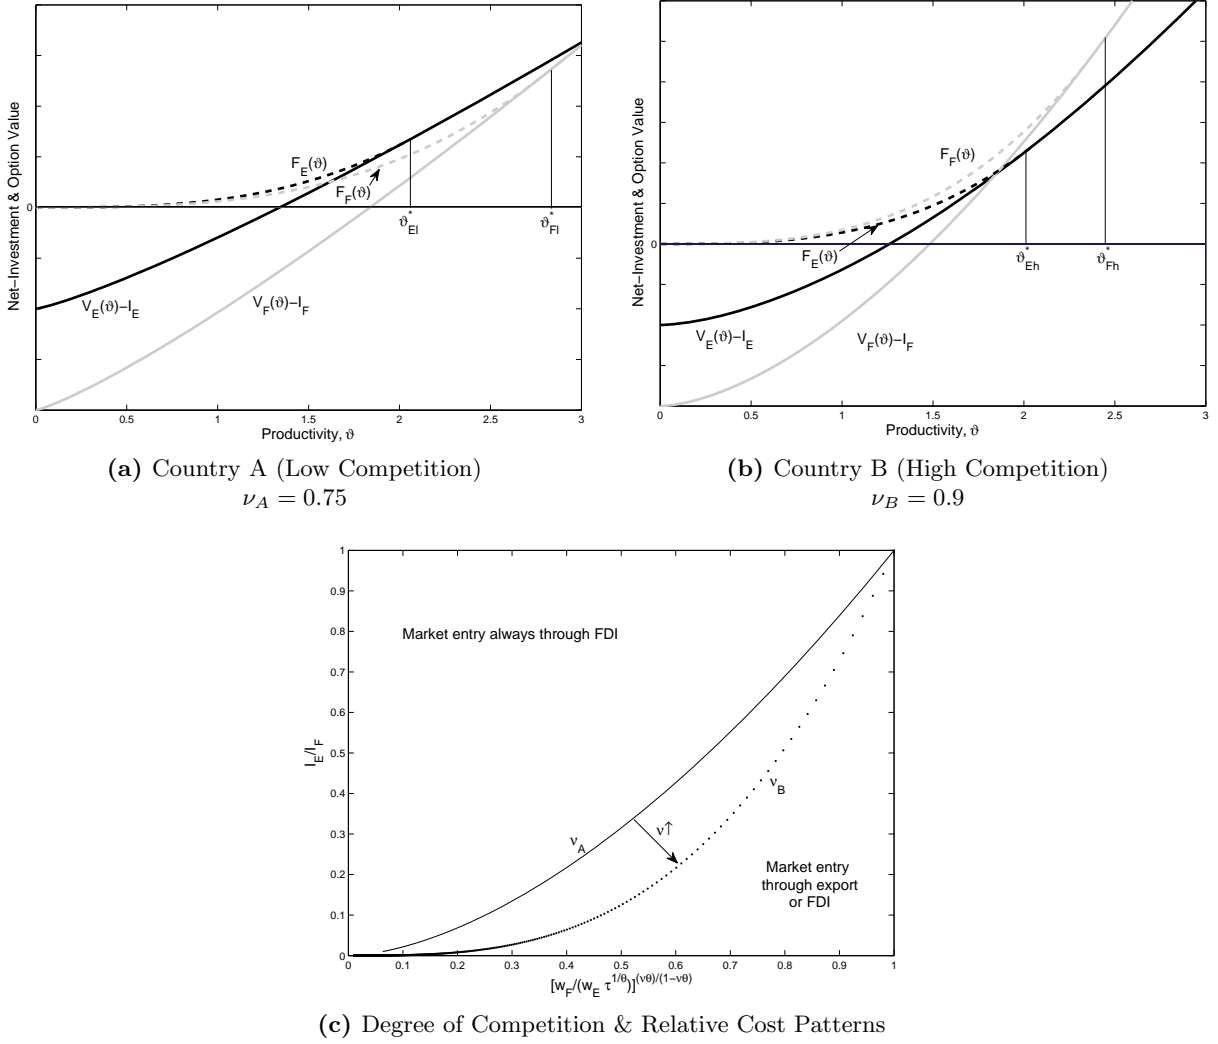 Net−Investment & Option Value
F_E(ϑ)
F_F(ϑ)
0
ϑ*_El
ϑ*_Fl
V_E(ϑ)−I_E
V_F(ϑ)−I_F
0 0.5 1 1.5 2 2.5 3
Productivity, ϑ
(a) Country A (Low Competition)
ν_A = 0.75
Net−Investment & Option Value
F_F(ϑ)
0
F_E(ϑ)
ϑ*_Eh
ϑ*_Fh
V_E(ϑ)−I_E
V_F(ϑ)−I_F
0 0.5 1 1.5 2 2.5 3
Productivity, ϑ
(b) Country B (High Competition)
ν_B = 0.9
1
0.9
0.8
0.7
0.6
0.5
0.4
0.3
0.2
0.1
0
I_E/I_F
Market entry always through FDI
ν_B
ν↑
ν_A
Market entry
through export
or FDI
0 0.1 0.2 0.3 0.4 0.5 0.6 0.7 0.8 0.9 1
[w_F/(w_E τ^{1/θ})]^{(νθ)/(1−νθ)}
(c) Degree of Competition & Relative Cost Patterns